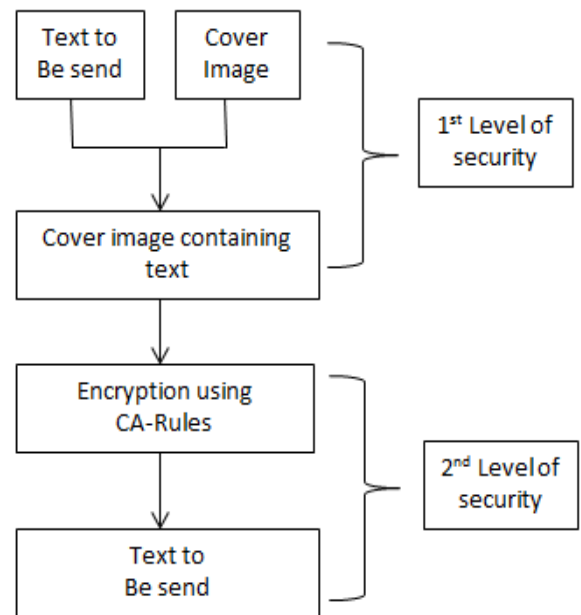 Text to
Be send
Cover
Image
1st Level of
security
Cover image containing
text
Encryption using
CA-Rules
2nd Level of
security
Text to
Be send